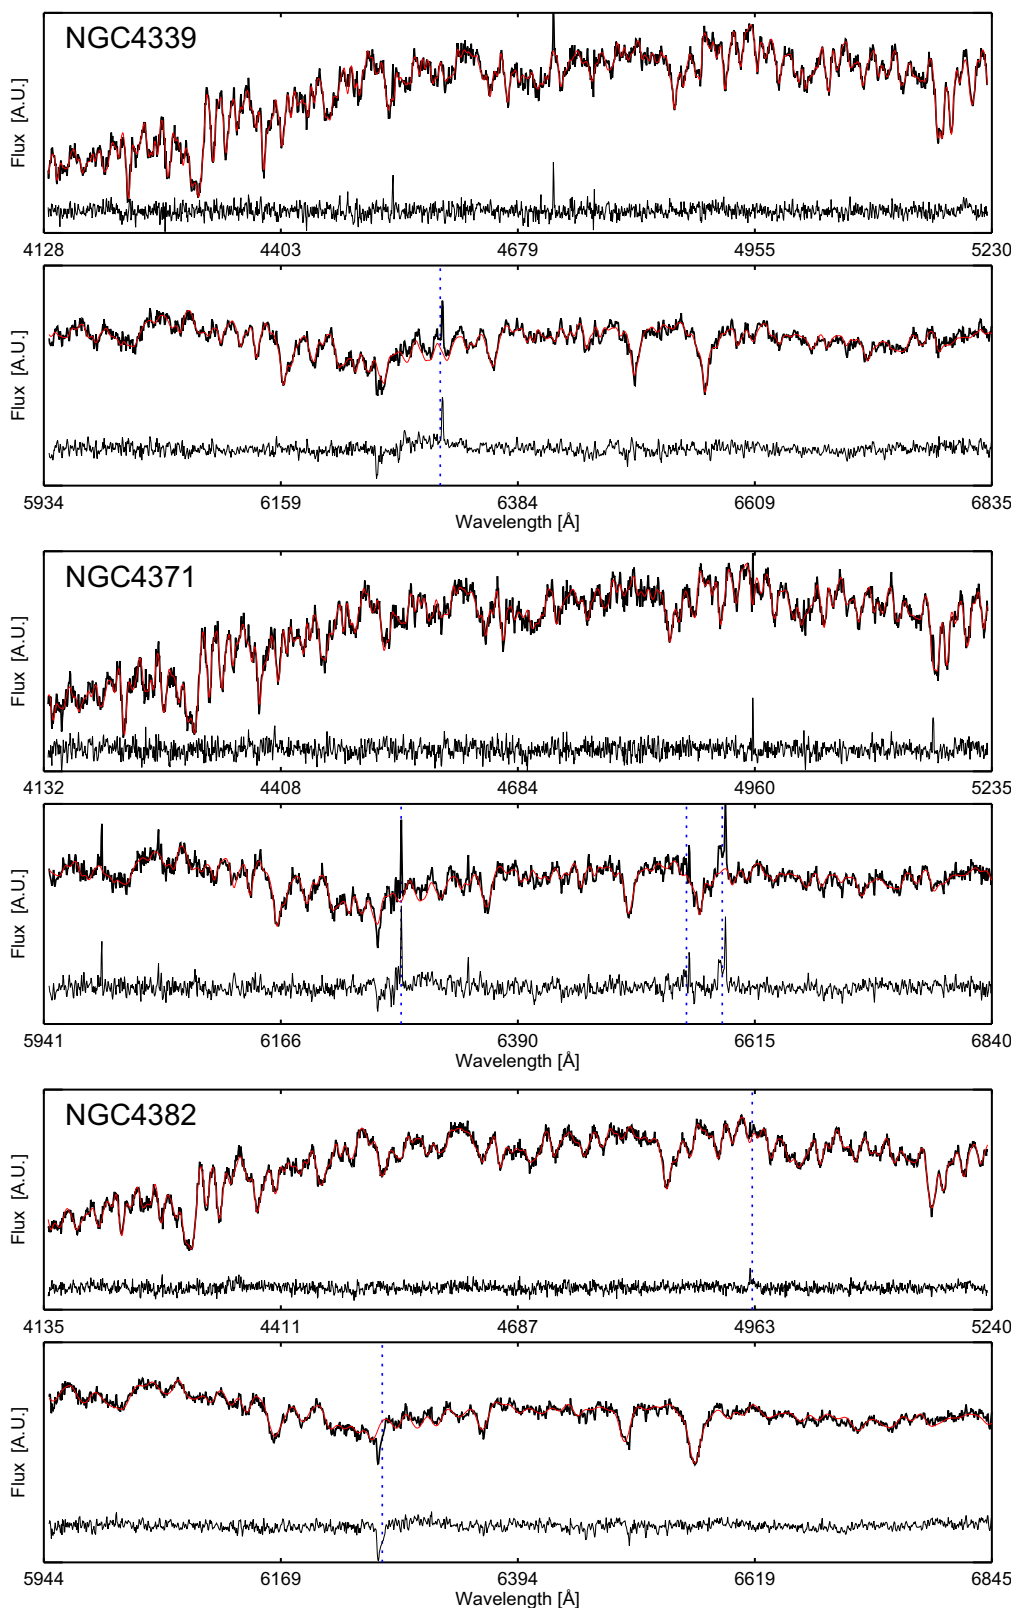 NGC4339
Flux [A.U.]
4128 4403 4679 4955 5230
Flux [A.U.]
5934 6159 6384 6609 6835
Wavelength [Å]
NGC4371
Flux [A.U.]
4132 4408 4684 4960 5235
Flux [A.U.]
5941 6166 6390 6615 6840
Wavelength [Å]
NGC4382
Flux [A.U.]
4135 4411 4687 4963 5240
Flux [A.U.]
5944 6169 6394 6619 6845
Wavelength [Å]